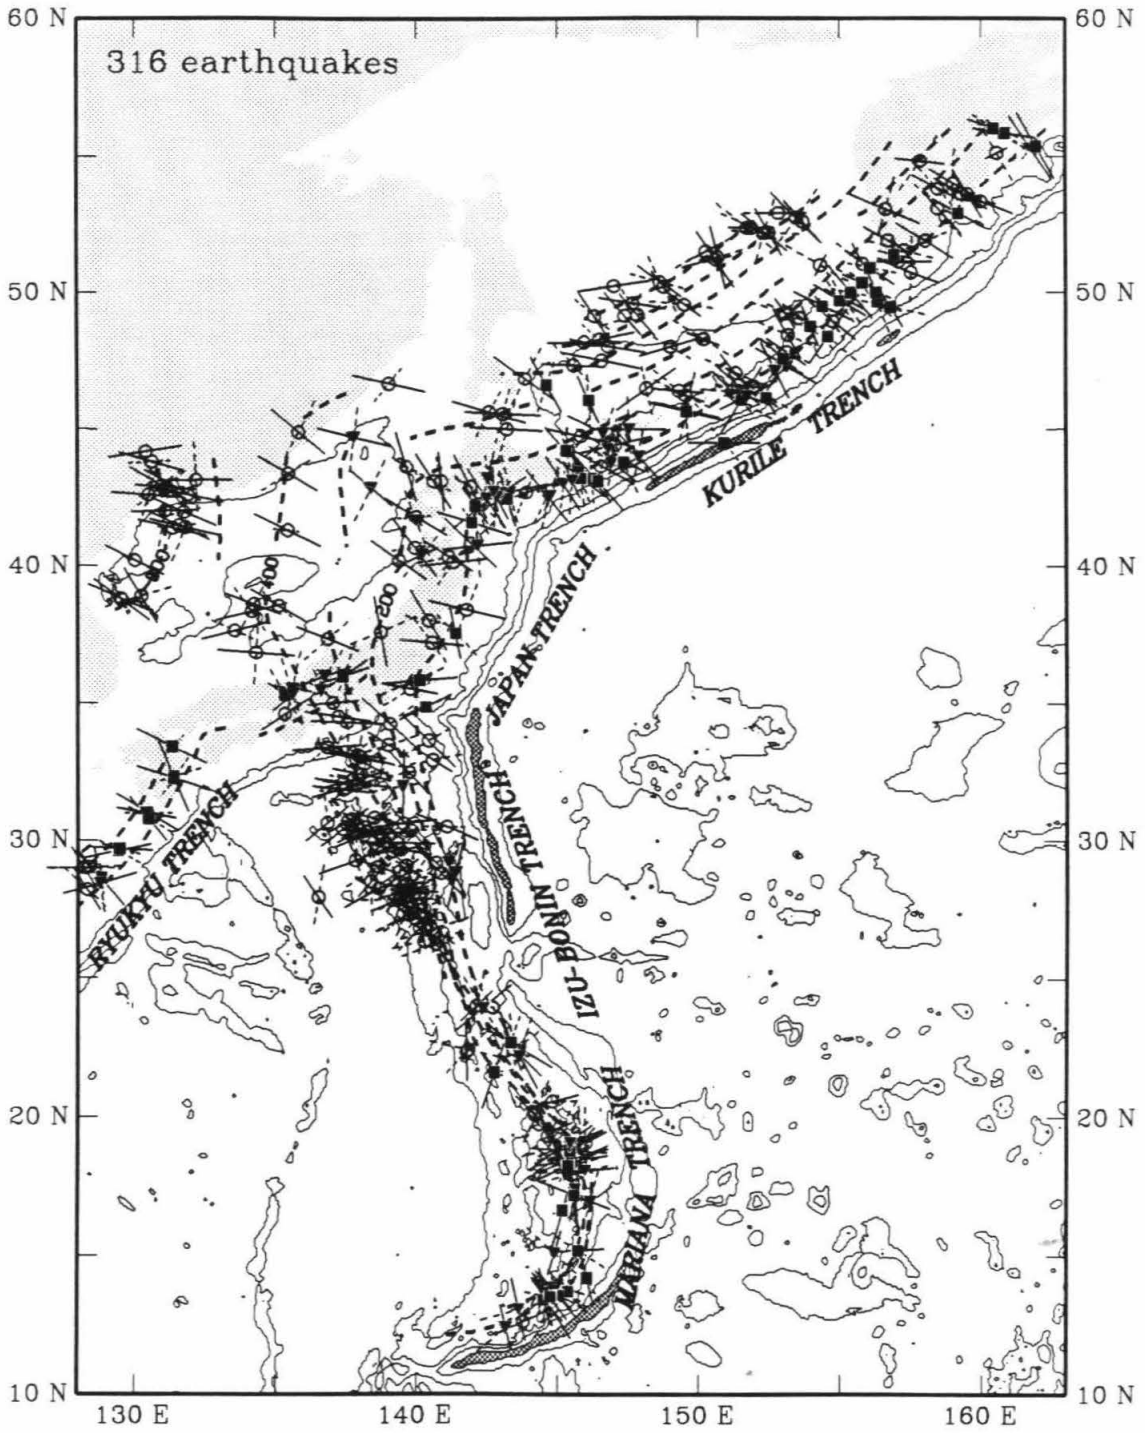 60 N
60 N
316 earthquakes
50 N
50 N
KURILE TRENCH
40 N
40 N
400
200
JAPAN TRENCH
RYUKYU TRENCH
30 N
30 N
IZU-BONIN TRENCH
20 N
20 N
MARIANA TRENCH
10 N
10 N
130 E
140 E
150 E
160 E